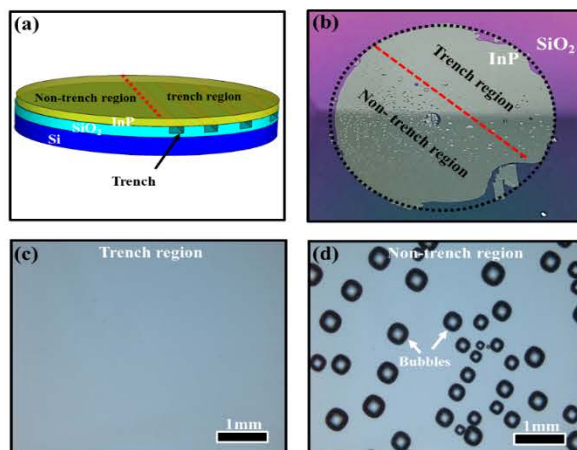 (a)
Non-trench region
trench region
InP
SiO2
Si
Trench
(b)
SiO2
InP
Trench region
Non- trench region
(c)
Trench region
1mm
(d)
Non-trench region
Bubbles
1mm